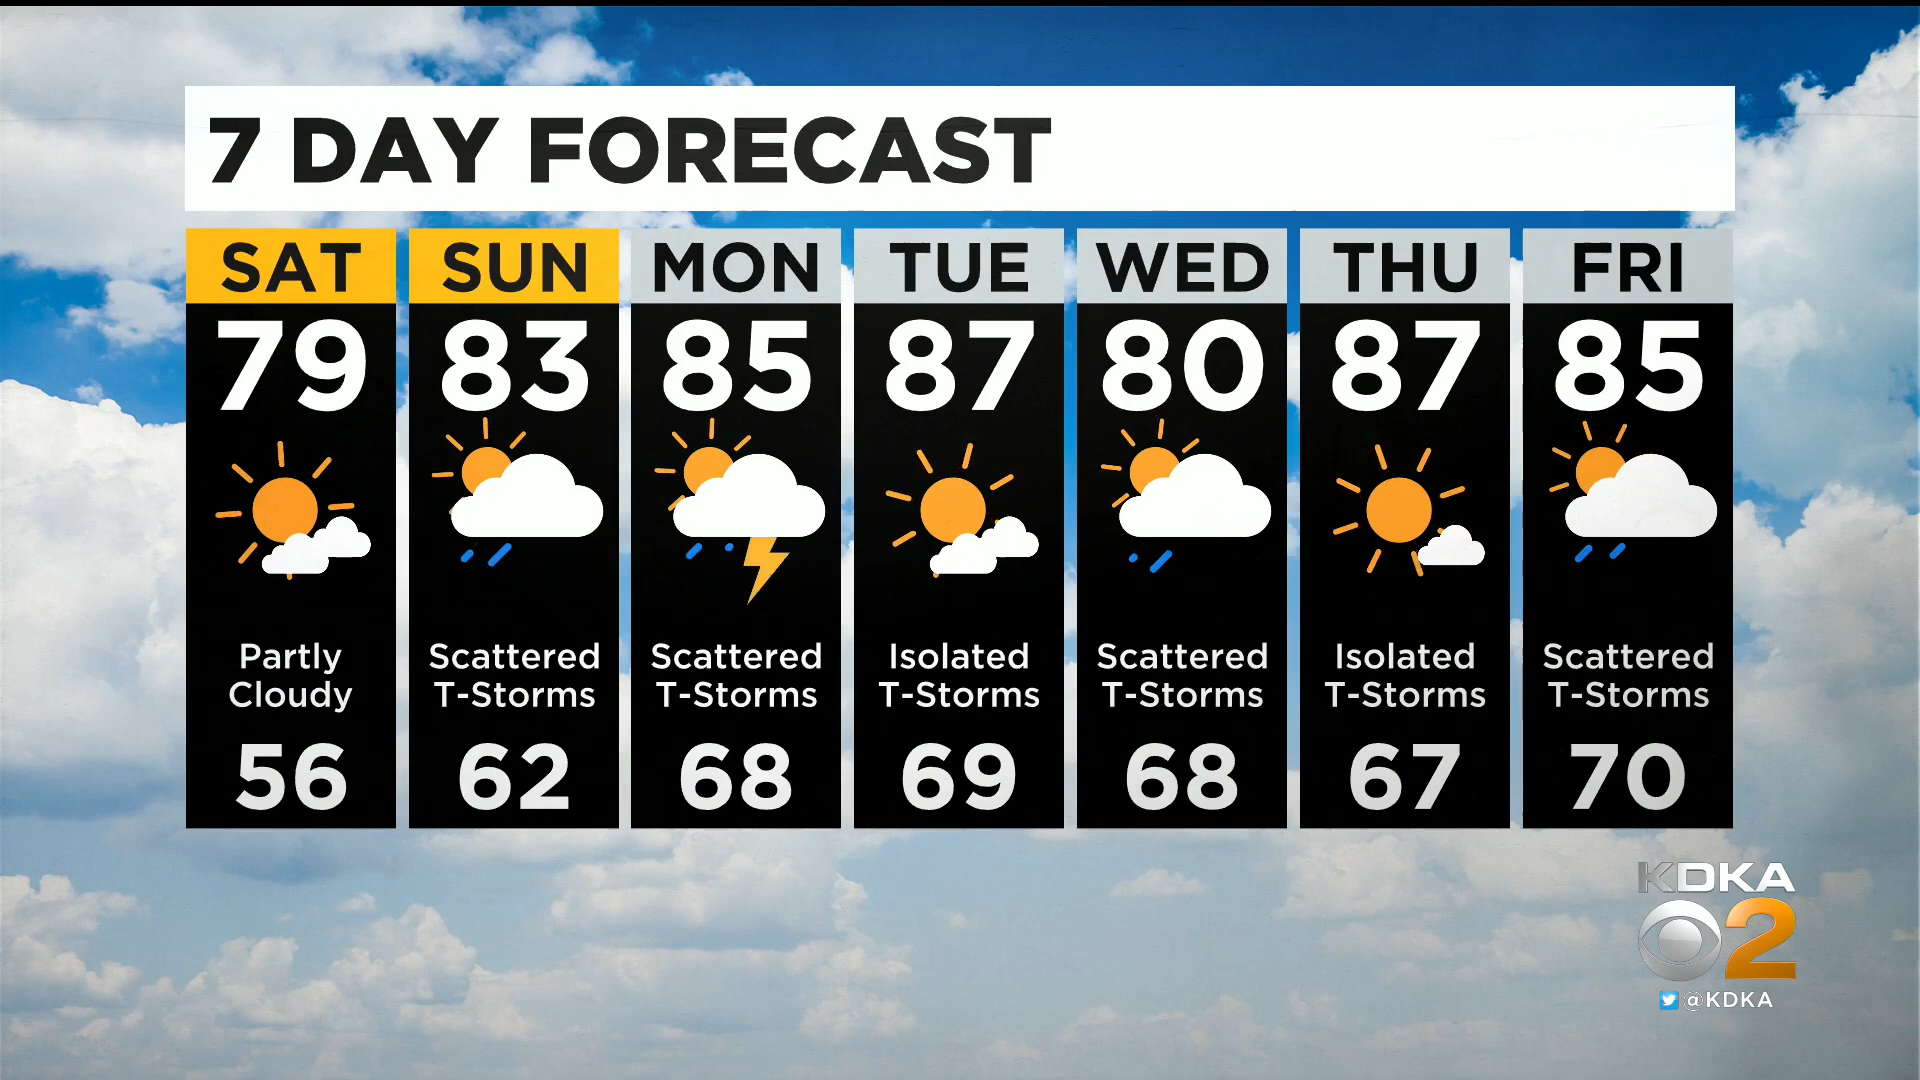 7 DAY FORECAST
SAT SUN MON TUE WED THU FRI
79 83 85 87 80 87 85
Partly Scattered Scattered Isolated Scattered Isolated Scattered
Cloudy T-Storms T-Storms T-Storms T-Storms T-Storms T-Storms
56 62 68 69 68 67 70
KDKA
2
@KDKA